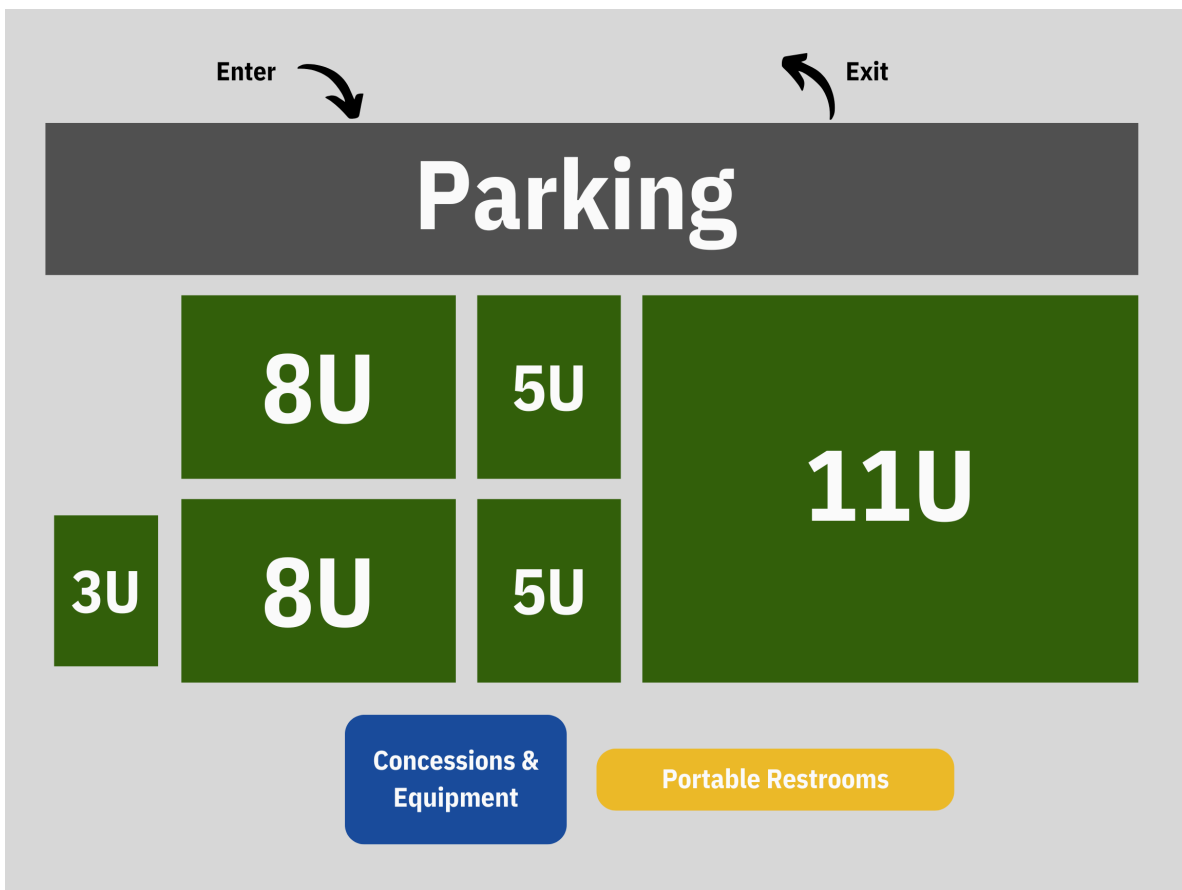 Enter
Exit
Parking
8U
5U
11U
3U
8U
5U
Concessions &
Equipment
Portable Restrooms